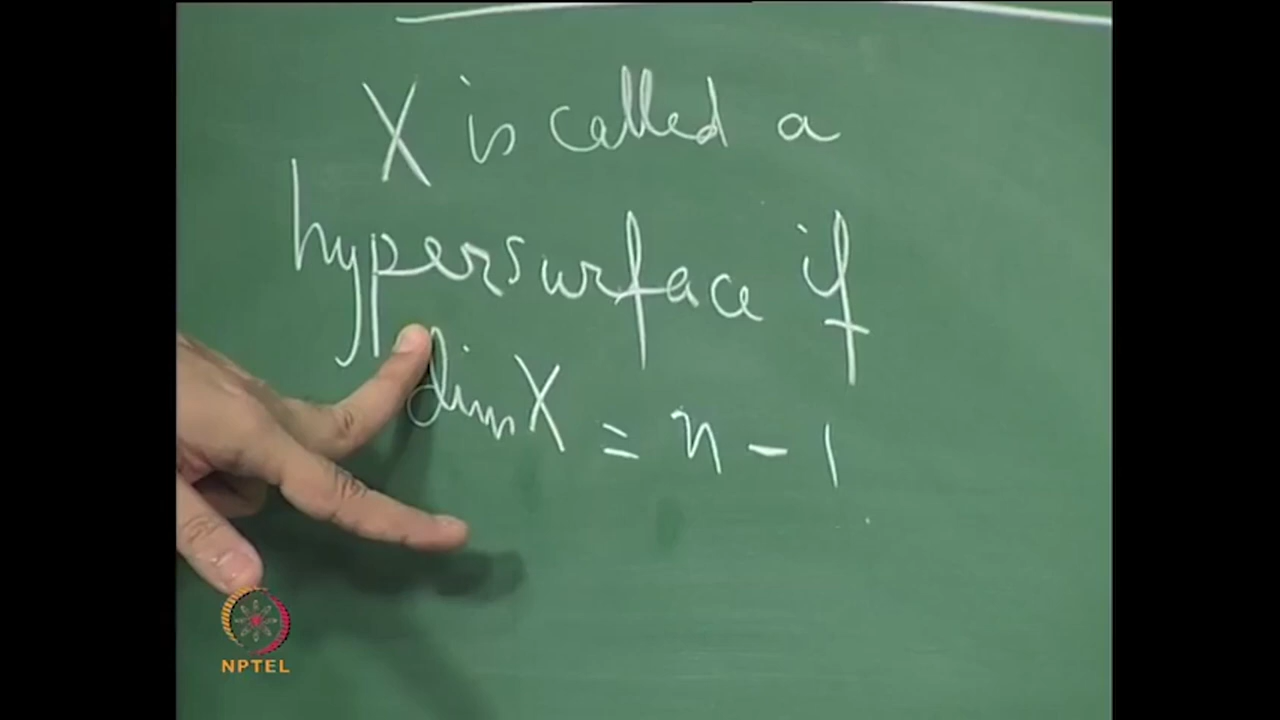 X is called a
hypersurface if
dim X = n - 1
NPTEL